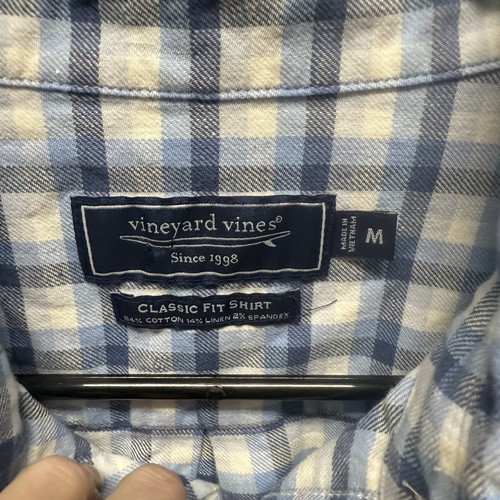 vineyard vines®
Since 1998
MADE IN
VIETNAM
M
CLASSIC FIT SHIRT
84% COTTON 14% LINEN 2% SPANDEX